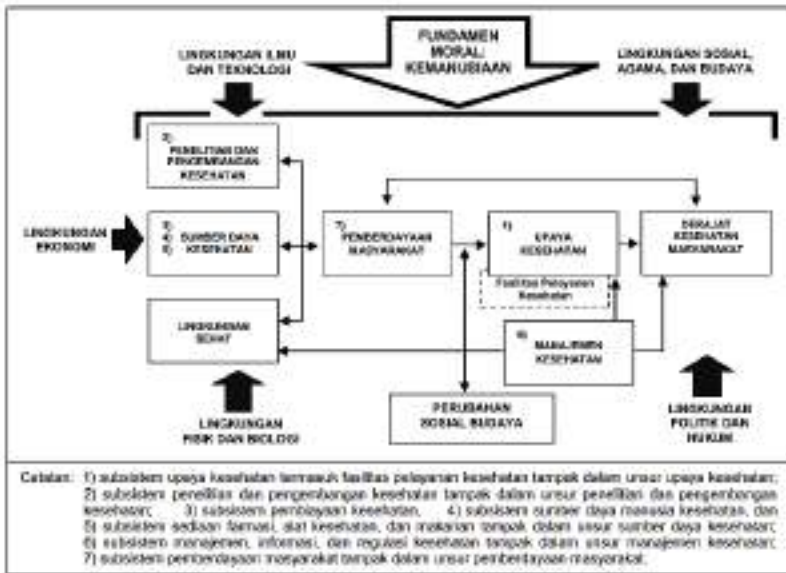 FUNDAMEN
MORAL:
KEMANUSIAAN
LINGKUNGAN ILMU
DAN TEKNOLOGI
LINGKUNGAN SOSIAL,
AGAMA, DAN BUDAYA
2)
PENELITIAN DAN
PENGEMBANGAN
KESEHATAN
LINGKUNGAN
EKONOMI
3)
4) SUMBER DAYA
5) KESEHATAN
7)
PEMBERDAYAAN
MASYARAKAT
1)
UPAYA
KESEHATAN
DERAJAT
KESEHATAN
MASYARAKAT
Fasilitas Pelayanan
Kesehatan
LINGKUNGAN
SEHAT
6)
MANAJEMEN
KESEHATAN
LINGKUNGAN
FISIK DAN BIOLOGI
PERUBAHAN
SOSIAL BUDAYA
LINGKUNGAN
POLITIK DAN
HUKUM
Catatan: 1) subsistem upaya kesehatan termasuk fasilitas pelayanan kesehatan tampak dalam unsur upaya kesehatan;
2) subsistem penelitian dan pengembangan kesehatan tampak dalam unsur penelitian dan pengembangan
kesehatan; 3) subsistem pembiayaan kesehatan, 4) subsistem sumber daya manusia kesehatan, dan
5) subsistem sediaan farmasi, alat kesehatan, dan makanan tampak dalam unsur sumber daya kesehatan;
6) subsistem manajemen, informasi, dan regulasi kesehatan tampak dalam unsur manajemen kesehatan;
7) subsistem pemberdayaan masyarakat tampak dalam unsur pemberdayaan masyarakat.